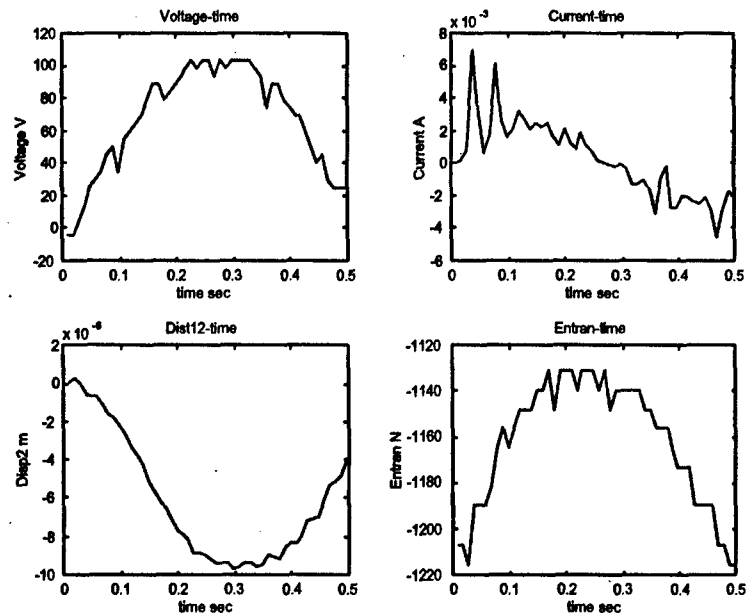 Voltage-time
120
100
80
60
40
20
0
-20
Voltage V
0 0.1 0.2 0.3 0.4 0.5
time sec
Current-time
x 10⁻³
8
6
4
2
0
-2
-4
-6
Current A
0 0.1 0.2 0.3 0.4 0.5
time sec
Dist12-time
x 10⁻⁶
2
0
-2
-4
-6
-8
-10
Disp2 m
0 0.1 0.2 0.3 0.4 0.5
time sec
Entran-time
-1120
-1140
-1160
-1180
-1200
-1220
Entran N
0 0.1 0.2 0.3 0.4 0.5
time sec